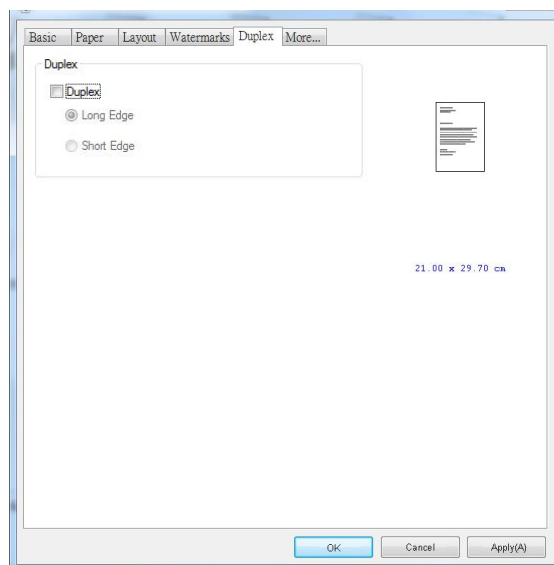 Basic Paper Layout Watermarks Duplex More...
Duplex
Duplex
Long Edge
Short Edge
21.00 x 29.70 cm
OK Cancel Apply(A)